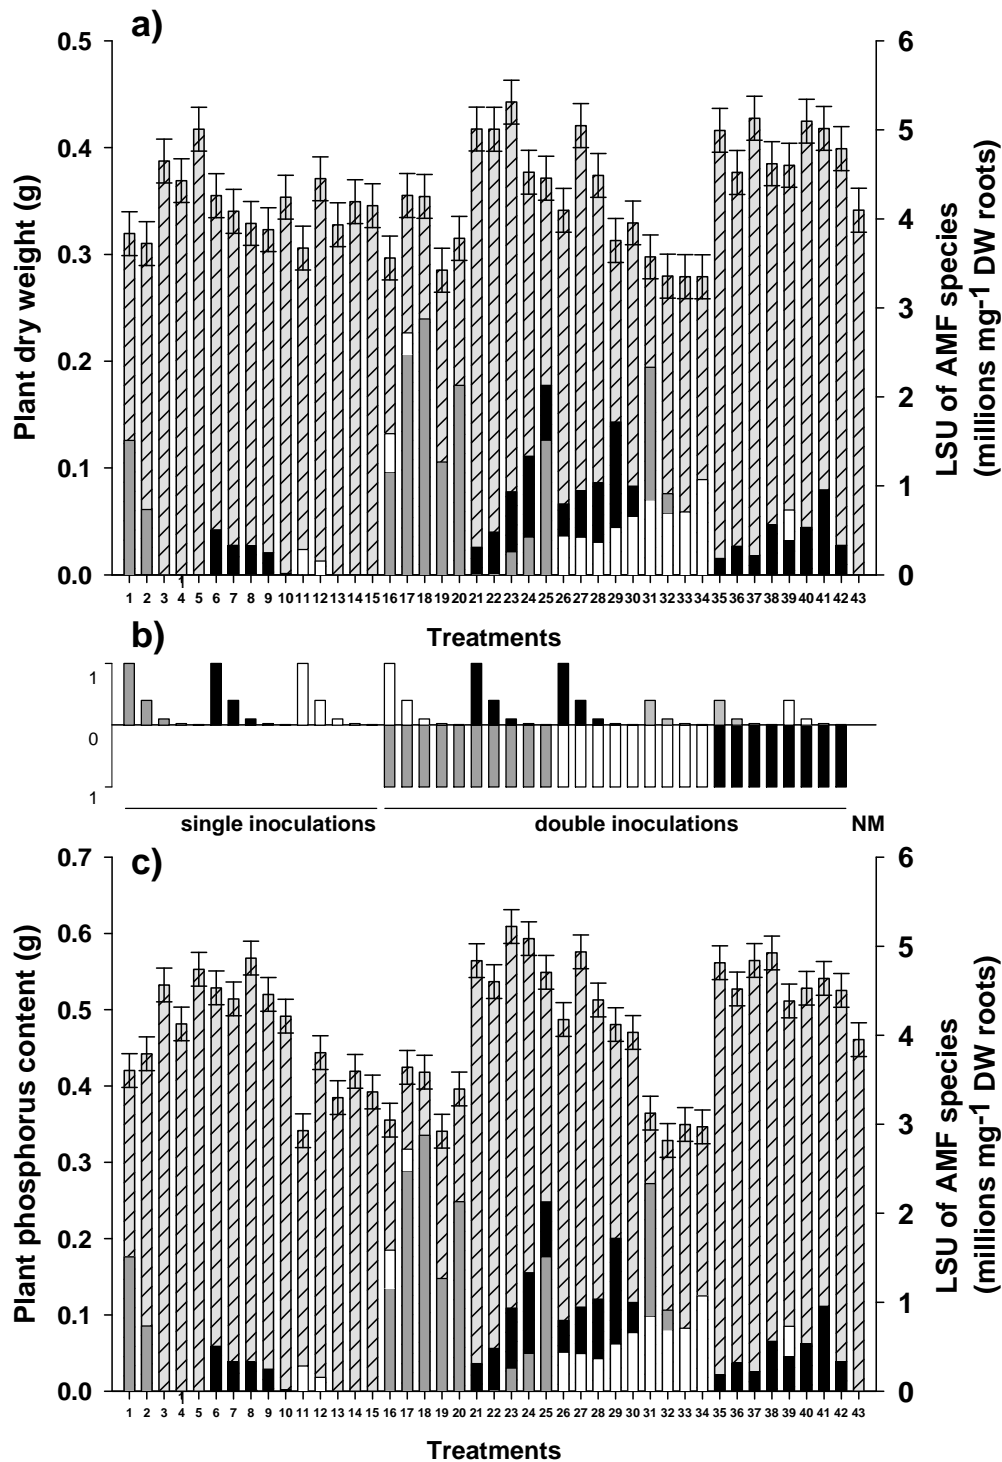 a)
0.5
0.4
0.3
0.2
0.1
0.0
Plant dry weight (g)
6
5
4
3
2
1
0
LSU of AMF species
(millions mg-1 DW roots)
1 2 3 4 5 6 7 8 9 10 11 12 13 14 15 16 17 18 19 20 21 22 23 24 25 26 27 28 29 30 31 32 33 34 35 36 37 38 39 40 41 42 43
Treatments
b)
1
0
1
single inoculations double inoculations NM
c)
0.7
0.6
0.5
0.4
0.3
0.2
0.1
0.0
Plant phosphorus content (g)
6
5
4
3
2
1
0
LSU of AMF species
(millions mg-1 DW roots)
1 2 3 4 5 6 7 8 9 10 11 12 13 14 15 16 17 18 19 20 21 22 23 24 25 26 27 28 29 30 31 32 33 34 35 36 37 38 39 40 41 42 43
Treatments